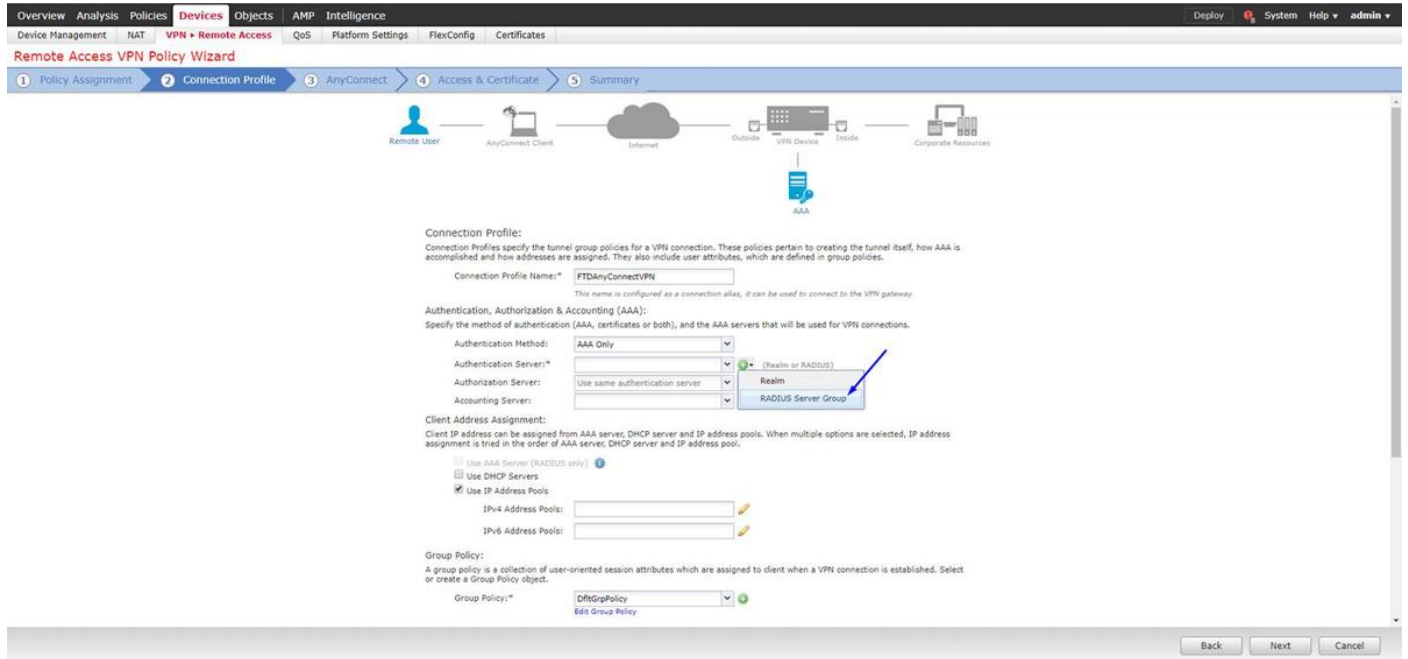 Overview Analysis Policies Devices Objects AMP Intelligence Deploy System Help admin
Device Management NAT VPN ▸ Remote Access QoS Platform Settings FlexConfig Certificates
Remote Access VPN Policy Wizard
1 Policy Assignment 2 Connection Profile 3 AnyConnect 4 Access & Certificate 5 Summary
Remote User AnyConnect Client Internet Outside VPN Device Inside Corporate Resources
AAA
Connection Profile:
Connection Profiles specify the tunnel group policies for a VPN connection. These policies pertain to creating the tunnel itself, how AAA is
accomplished and how addresses are assigned. They also include user attributes, which are defined in group policies.
Connection Profile Name:* FTDAnyConnectVPN
This name is configured as a connection alias, it can be used to connect to the VPN gateway
Authentication, Authorization & Accounting (AAA):
Specify the method of authentication (AAA, certificates or both), and the AAA servers that will be used for VPN connections.
Authentication Method: AAA Only
Authentication Server:* (Realm or RADIUS)
Realm
Authorization Server: Use same authentication server
RADIUS Server Group
Accounting Server:
Client Address Assignment:
Client IP address can be assigned from AAA server, DHCP server and IP address pools. When multiple options are selected, IP address
assignment is tried in the order of AAA server, DHCP server and IP address pool.
Use AAA Server (RADIUS only)
Use DHCP Servers
Use IP Address Pools
IPv4 Address Pools:
IPv6 Address Pools:
Group Policy:
A group policy is a collection of user-oriented session attributes which are assigned to client when a VPN connection is established. Select
or create a Group Policy object.
Group Policy:* DfltGrpPolicy
Edit Group Policy
Back Next Cancel